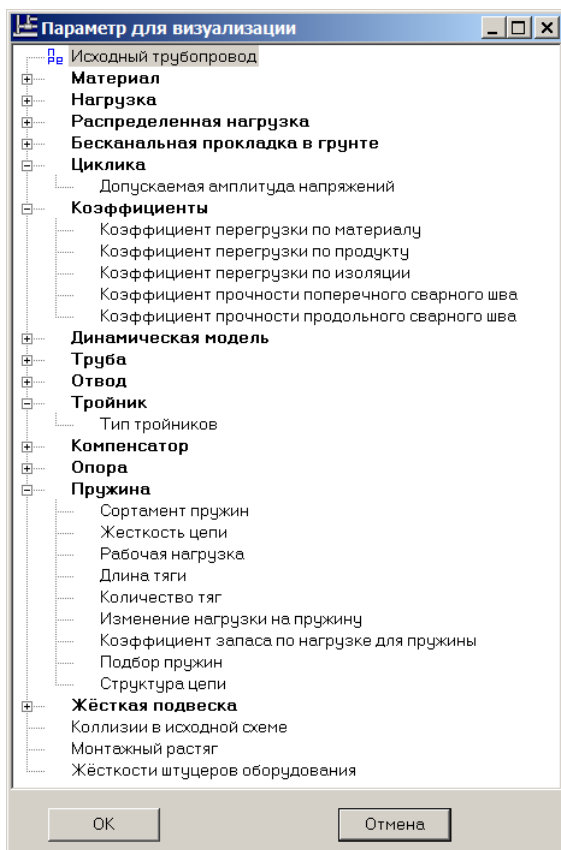 Параметр для визуализации
Исходный трубопровод
Материал
Нагрузка
Распределенная нагрузка
Бесканальная прокладка в грунте
Циклика
Допускаемая амплитуда напряжений
Коэффициенты
Коэффициент перегрузки по материалу
Коэффициент перегрузки по продукту
Коэффициент перегрузки по изоляции
Коэффициент прочности поперечного сварного шва
Коэффициент прочности продольного сварного шва
Динамическая модель
Труба
Отвод
Тройник
Тип тройников
Компенсатор
Опора
Пружина
Сортамент пружин
Жесткость цепи
Рабочая нагрузка
Длина тяги
Количество тяг
Изменение нагрузки на пружину
Коэффициент запаса по нагрузке для пружины
Подбор пружин
Структура цепи
Жёсткая подвеска
Коллизии в исходной схеме
Монтажный растяг
Жёсткости штуцеров оборудования
OK Отмена